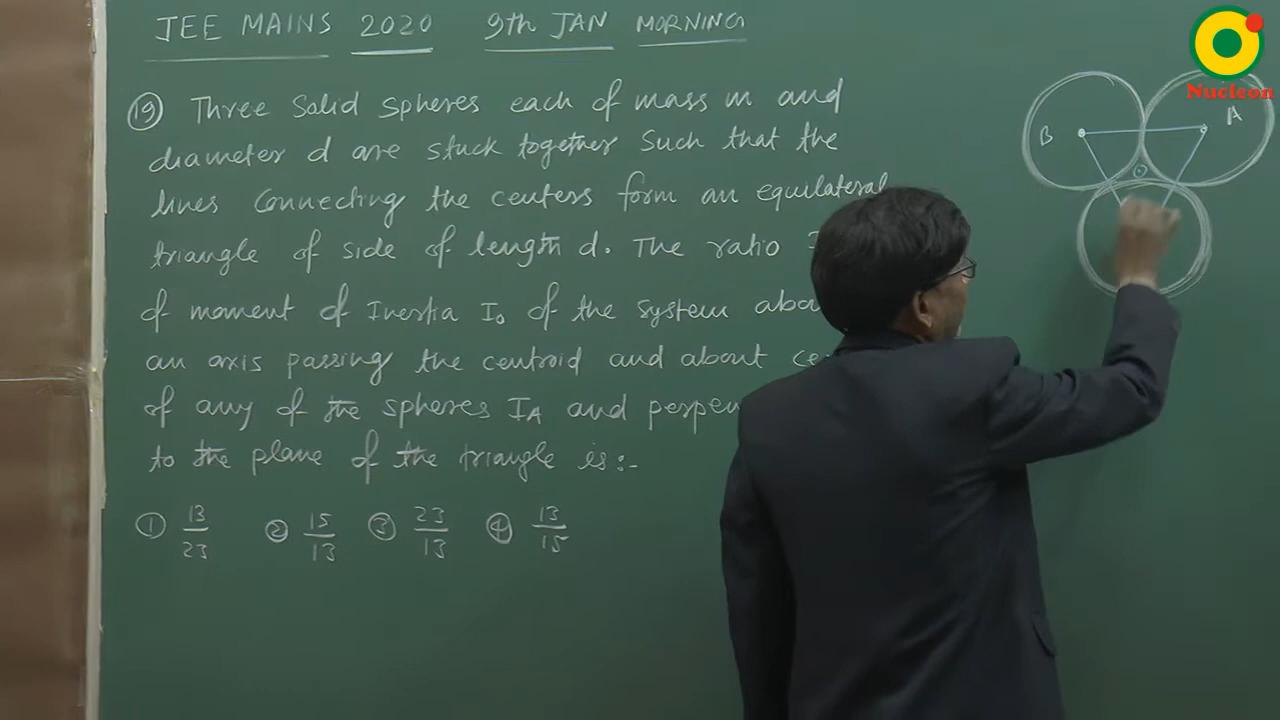 JEE MAINS 2020 9th JAN MORNING
19 Three Solid spheres each of mass m and
diameter d are stuck together Such that the
lines Connecting the centers form an equilateral
triangle of side of length d. The ratio
of moment of Inertia I₀ of the system
an axis passing the centroid and about
of any of the spheres I_A and
to the plane of the triangle is:-
① 13/23 ② 15/13 ③ 23/13 ④ 13/15
B A
O
Nucleon